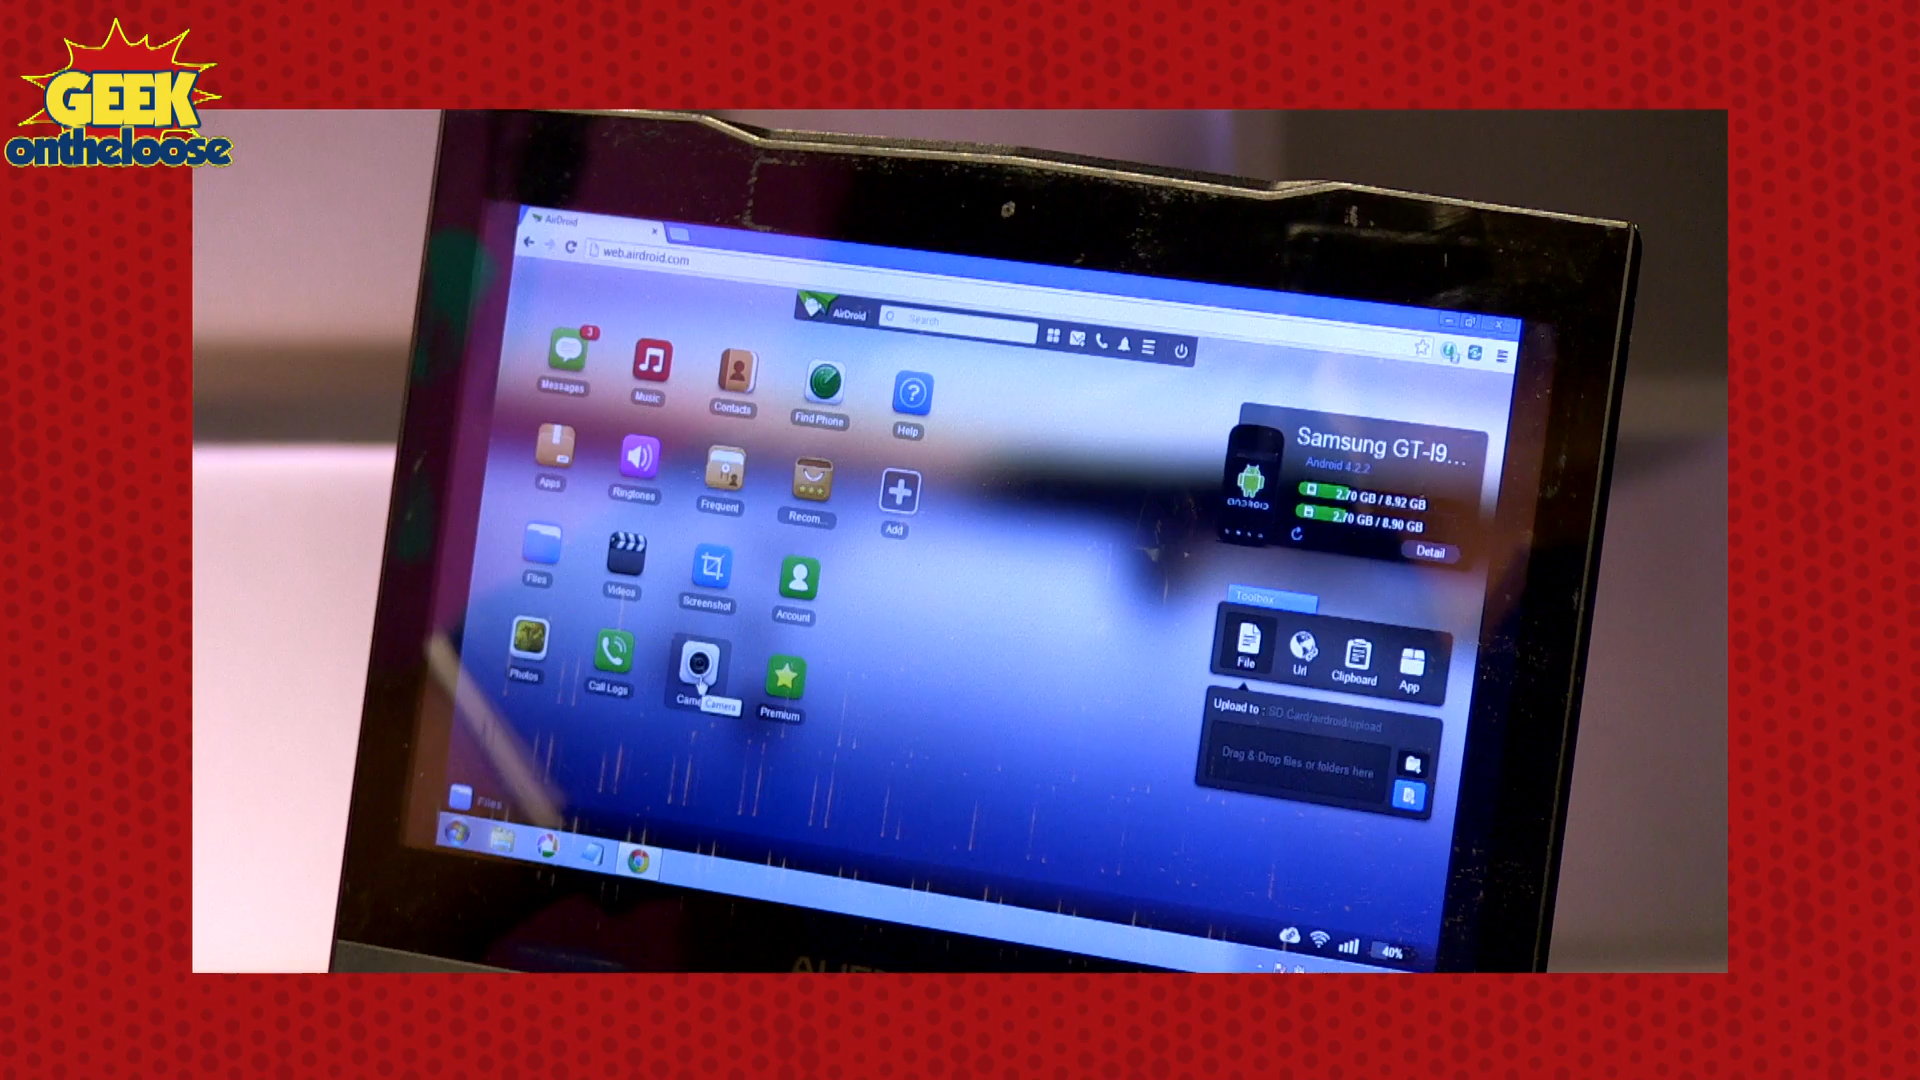 GEEK
ontheloose
AirDroid
web.airdroid.com
AirDroid
Search
3
Messages
Music
Contacts
Find Phone
Help
Apps
Ringtones
Frequent
Recom...
Add
Files
Videos
Screenshot
Account
Photos
Call Logs
Camera
Premium
Samsung GT-I9...
Android 4.2.2
2.70 GB / 8.92 GB
2.70 GB / 8.90 GB
Detail
ANDROID
Toolbox
File
Url
Clipboard
App
Upload to : SD Card/airdroid/upload
Drag & Drop files or folders here
Files
40%